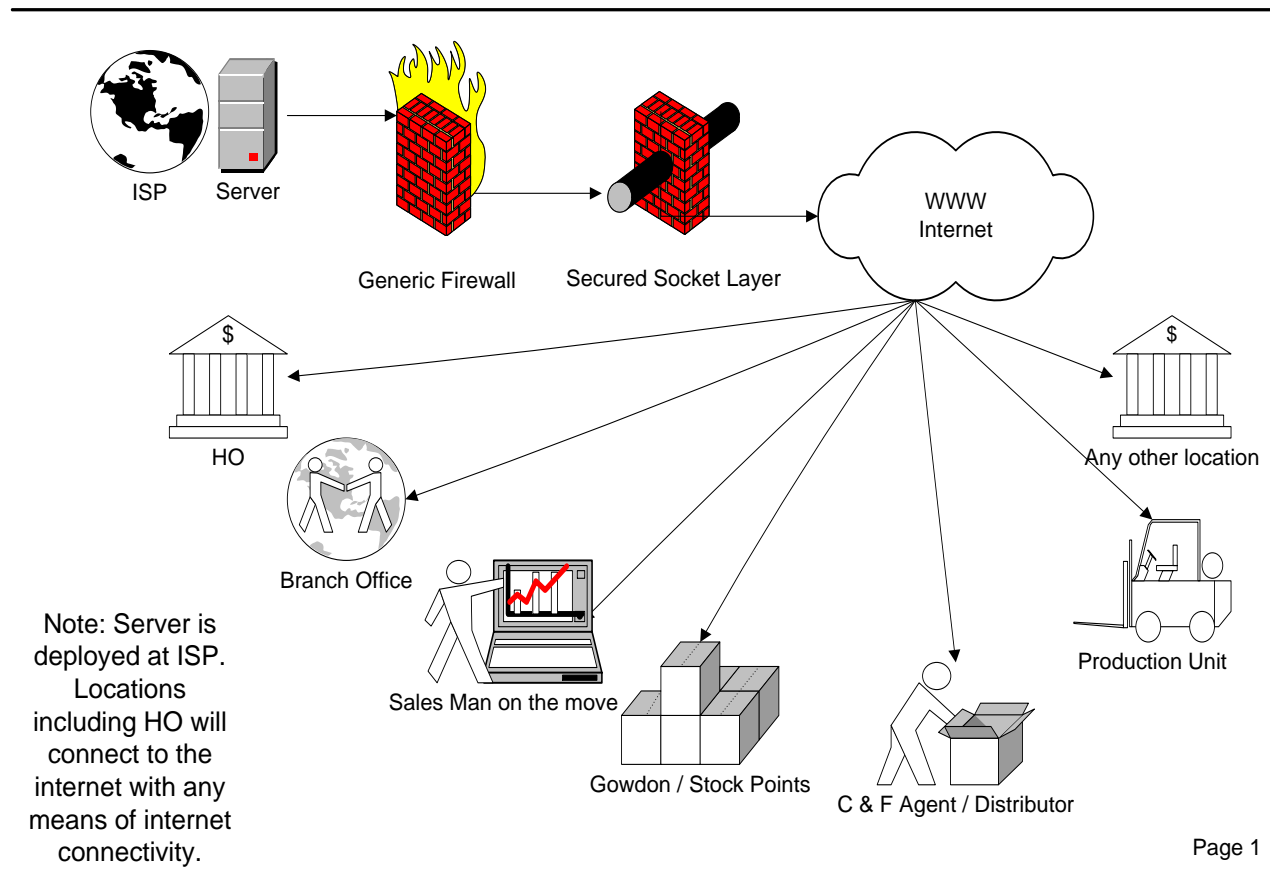 ISP
Server
Generic Firewall
Secured Socket Layer
WWW
Internet
$
HO
$
Any other location
Branch Office
Sales Man on the move
Gowdon / Stock Points
C & F Agent / Distributor
Production Unit
Note: Server is
deployed at ISP.
Locations
including HO will
connect to the
internet with any
means of internet
connectivity.
Page 1